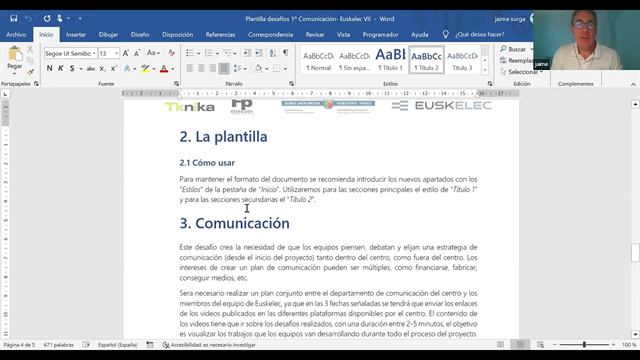 Plantilla desafíos 1º Comunicación- Euskelec VII - Word
jaime surga
Archivo Inicio Insertar Dibujar Diseño Disposición Referencias Correspondencia Revisar Vista Programador Ayuda ¿Qué desea hacer?
Pegar
Portapapeles
Segoe UI Semibc 13
Fuente
Párrafo
AaBbCcDc AaBbCcDc AaBbC AaBbCc AaBbCcD
¶ Normal ¶ Sin espa... ¶ Título 1 ¶ Título 2 Título 3
Estilos
Buscar
Reemplaz
Seleccionar
Edición
Complementos
jaime
Tknika
EUSKO JAURLARITZA GOBIERNO VASCO
EUSKELEC
2. La plantilla
2.1 Cómo usar
Para mantener el formato del documento se recomienda introducir los nuevos apartados con los
"Estilos" de la pestaña de "Inicio". Utilizaremos para las secciones principales el estilo de "Título 1"
y para las secciones secundarias el "Título 2".
3. Comunicación
Este desafío crea la necesidad de que los equipos piensen, debatan y elijan una estrategia de
comunicación (desde el inicio del proyecto) tanto dentro del centro, como fuera del centro. Los
intereses de crear un plan de comunicación pueden ser múltiples, como financiarse, fabricar,
conseguir medios, etc.
Sera necesario realizar un plan conjunto entre el departamento de comunicación del centro y los
miembros del equipo de Euskelec, ya que en las 3 fechas señaladas se tendrá que enviar los enlaces
de los videos publicados en las diferentes plataformas disponibles por el centro. El contenido de
los videos tiene que ir sobre los desafíos realizados, con una duración entre 2-5 minutos, el objetivo
es visualizar los trabajos que los equipos van desarrollando durante todo el proceso del proyecto.
Página 4 de 5 671 palabras Español (España) Accesibilidad: es necesario investigar 100 %